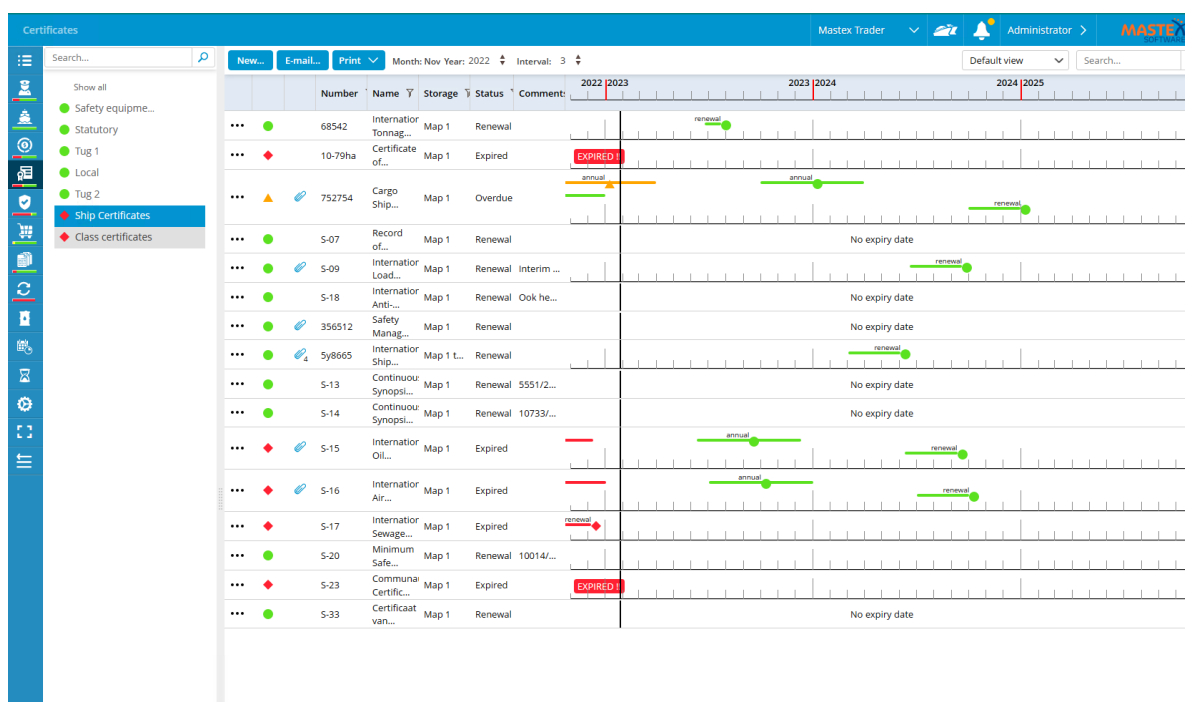 Certificates
Mastex Trader
Administrator
MASTEX
SOFTWARE
Search...
New...
E-mail...
Print
Month: Nov Year: 2022
Interval: 3
Default view
Search...
Show all
Safety equipme...
Statutory
Tug 1
Local
Tug 2
Ship Certificates
Class certificates
Number Name Storage Status Comment: 2022 2023 2023 2024 2024 2025
68542 Internation Tonnag... Map 1 Renewal renewal
10-79ha Certificate of... Map 1 Expired EXPIRED !!
752754 Cargo Ship... Map 1 Overdue annual annual renewal
S-07 Record of... Map 1 Renewal No expiry date
S-09 Internation Load... Map 1 Renewal Interim ... renewal
S-18 Internation Anti-... Map 1 Renewal Ook he... No expiry date
356512 Safety Manag... Map 1 Renewal No expiry date
4 5y8665 Internation Ship... Map 1 t... Renewal renewal
S-13 Continuou: Synopsi... Map 1 Renewal 5551/2... No expiry date
S-14 Continuou: Synopsi... Map 1 Renewal 10733/... No expiry date
S-15 Internation Oil... Map 1 Expired annual renewal
S-16 Internation Air... Map 1 Expired annual renewal
S-17 Internation Sewage... Map 1 Expired renewal
S-20 Minimum Safe... Map 1 Renewal 10014/...
S-23 Communa Certific... Map 1 Expired EXPIRED !!
S-33 Certificaat van... Map 1 Renewal No expiry date